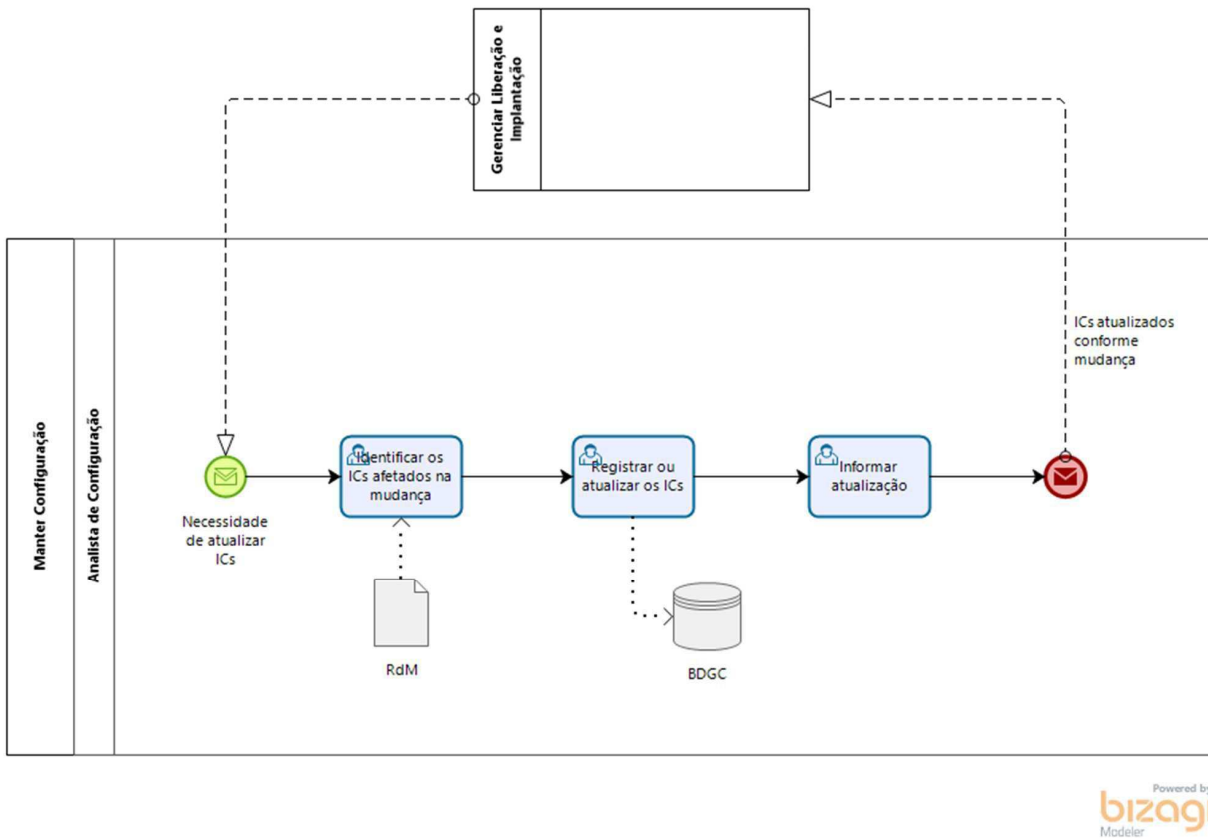 Gerenciar Liberação e
Implantação
Manter Configuração
Analista de Configuração
Necessidade
de atualizar
ICs
Identificar os
ICs afetados na
mudança
RdM
Registrar ou
atualizar os ICs
BDGC
Informar
atualização
ICs atualizados
conforme
mudança
Powered by
bizagi
Modeler